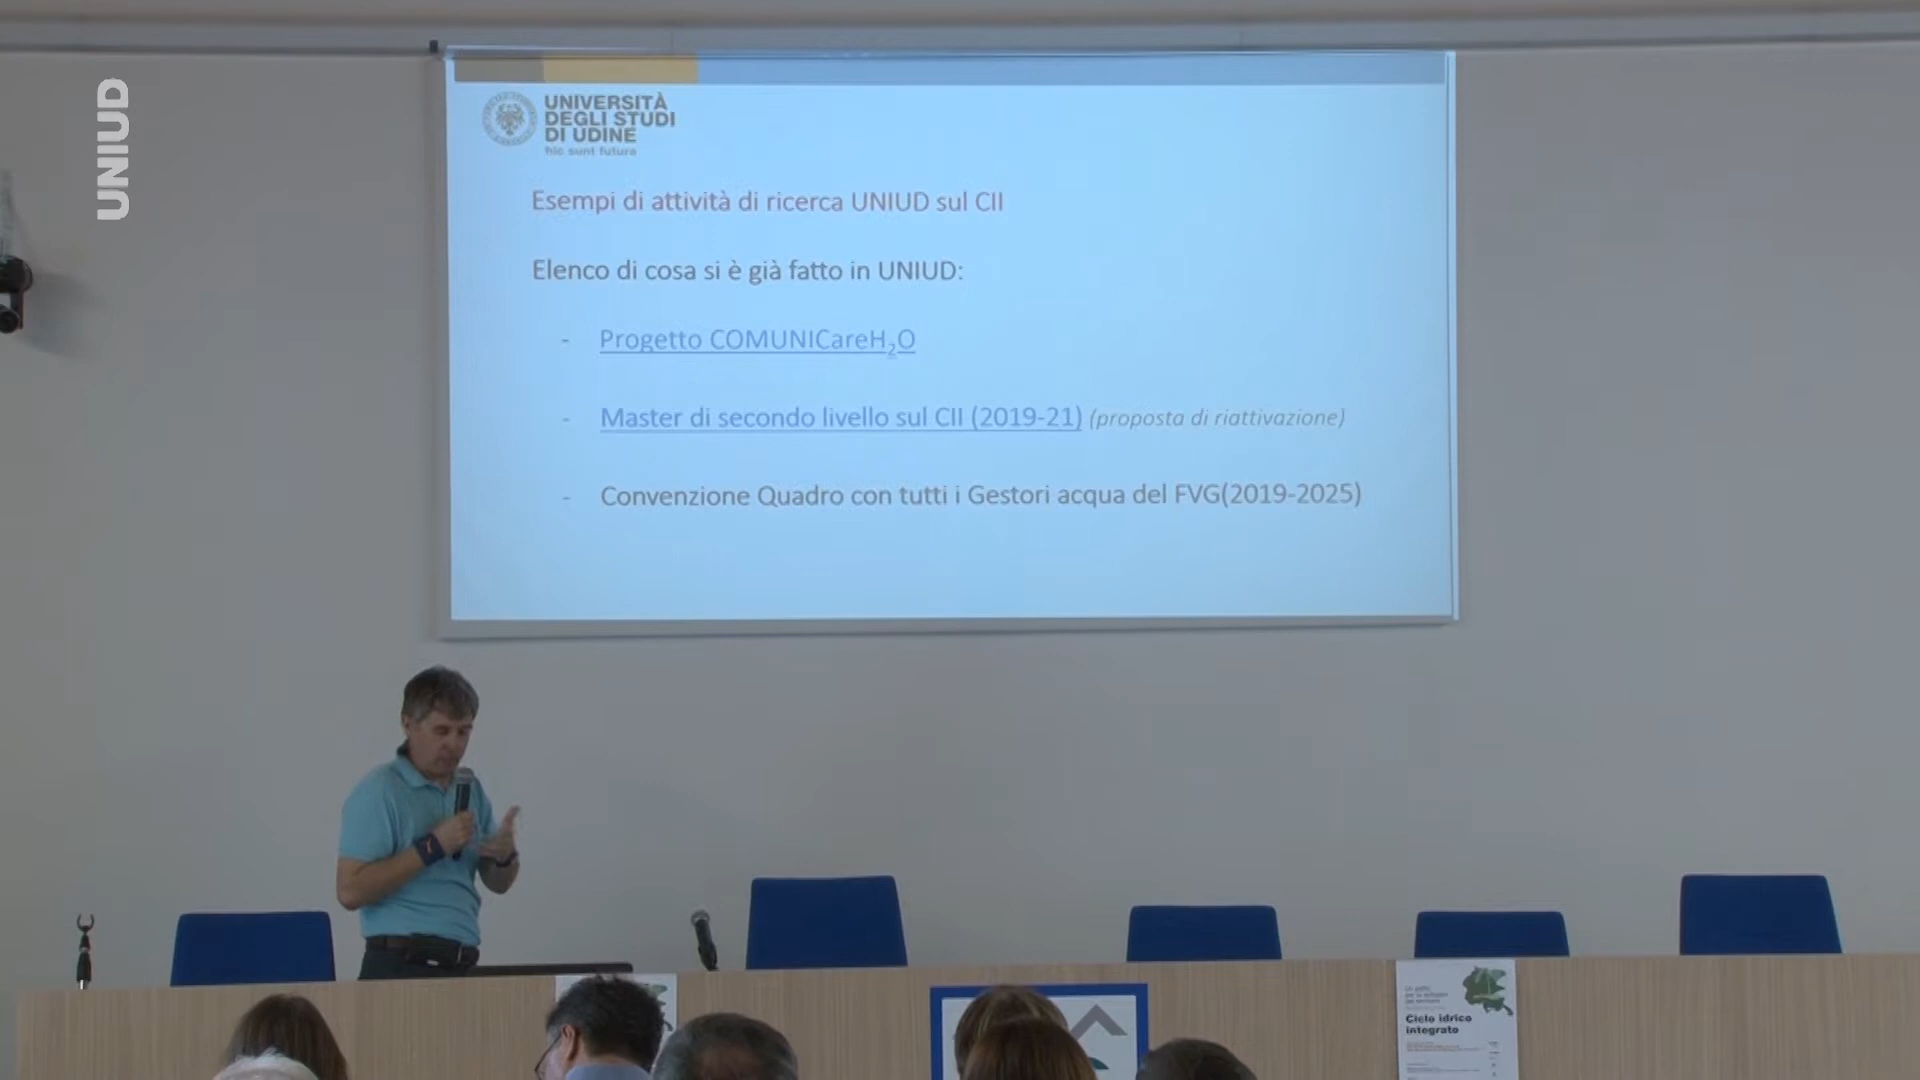 UNIUD
UNIVERSITÀ
DEGLI STUDI
DI UDINE
hic sunt futura
Esempi di attività di ricerca UNIUD sul CII
Elenco di cosa si è già fatto in UNIUD:
- Progetto COMUNICareH₂O
- Master di secondo livello sul CII (2019-21) (proposta di riattivazione)
- Convenzione Quadro con tutti i Gestori acqua del FVG(2019-2025)
Ciclo idrico
integrato